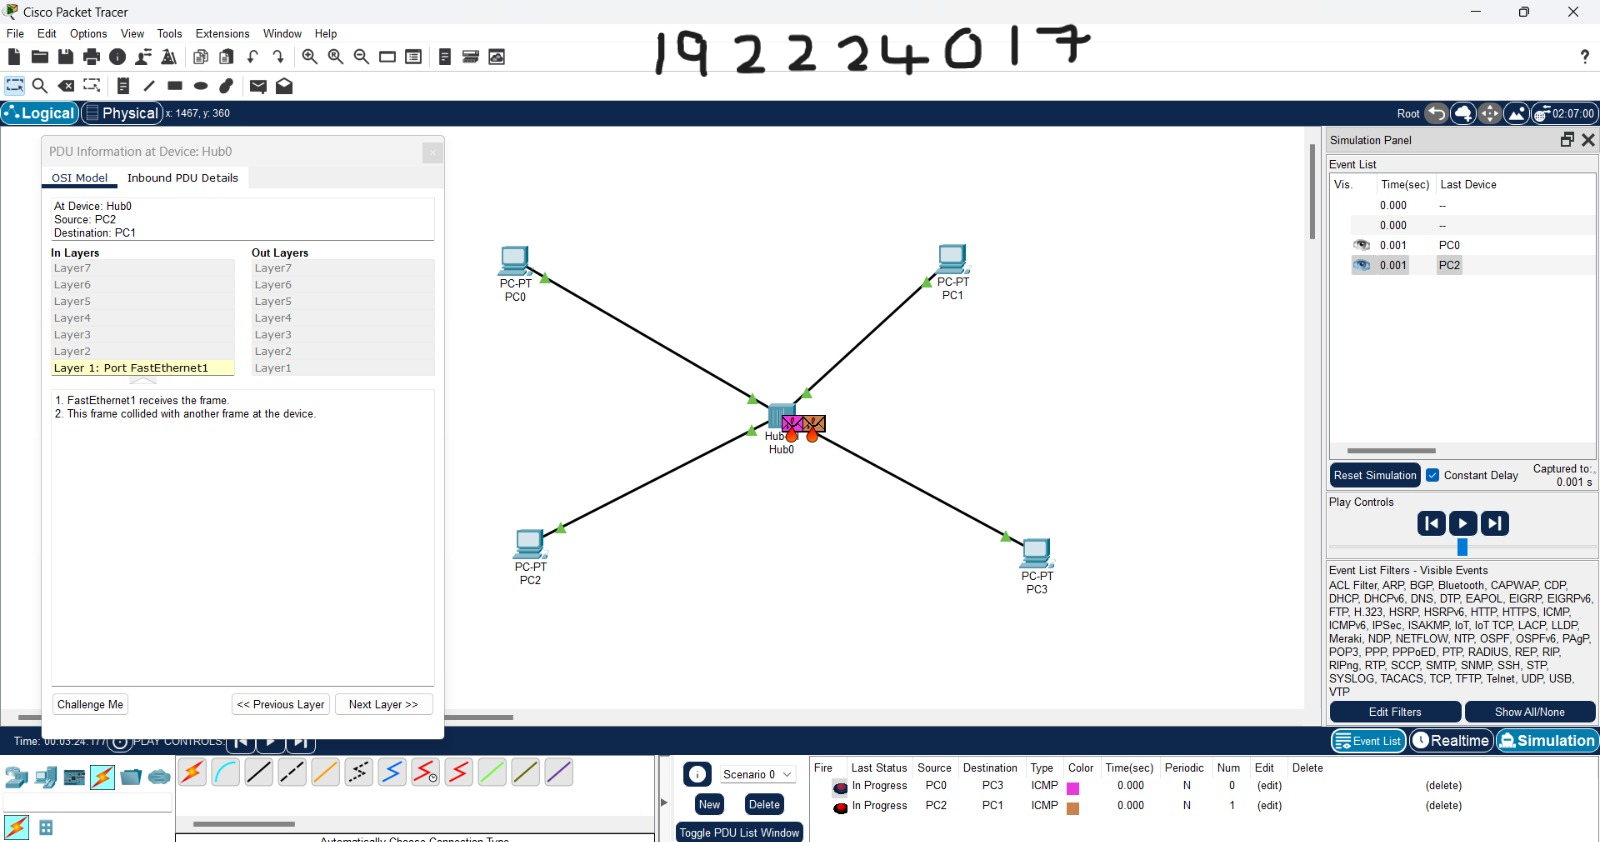 Cisco Packet Tracer
File Edit Options View Tools Extensions Window Help
192224017
?
Logical Physical x: 1467, y: 360
Root 02:07:00
PDU Information at Device: Hub0
OSI Model Inbound PDU Details
At Device: Hub0
Source: PC2
Destination: PC1
In Layers Out Layers
Layer7 Layer7
Layer6 Layer6
Layer5 Layer5
Layer4 Layer4
Layer3 Layer3
Layer2 Layer2
Layer 1: Port FastEthernet1 Layer1
1. FastEthernet1 receives the frame.
2. This frame collided with another frame at the device.
Challenge Me << Previous Layer Next Layer >>
PC-PT
PC0
PC-PT
PC1
Hub0
PC-PT
PC2
PC-PT
PC3
Simulation Panel
Event List
Vis. Time(sec) Last Device
0.000 --
0.000 --
0.001 PC0
0.001 PC2
Reset Simulation Constant Delay Captured to:
0.001 s
Play Controls
Event List Filters - Visible Events
ACL Filter, ARP, BGP, Bluetooth, CAPWAP, CDP,
DHCP, DHCPv6, DNS, DTP, EAPOL, EIGRP, EIGRPv6,
FTP, H.323, HSRP, HSRPv6, HTTP, HTTPS, ICMP,
ICMPv6, IPSec, ISAKMP, IoT, IoT TCP, LACP, LLDP,
Meraki, NDP, NETFLOW, NTP, OSPF, OSPFv6, PAgP,
POP3, PPP, PPPoED, PTP, RADIUS, REP, RIP,
RIPng, RTP, SCCP, SMTP, SNMP, SSH, STP,
SYSLOG, TACACS, TCP, TFTP, Telnet, UDP, USB,
VTP
Edit Filters Show All/None
Time: 00:03:24.177 PLAY CONTROLS:
Event List Realtime Simulation
Automatically Choose Connection Type
Scenario 0
New Delete
Toggle PDU List Window
Fire Last Status Source Destination Type Color Time(sec) Periodic Num Edit Delete
In Progress PC0 PC3 ICMP 0.000 N 0 (edit) (delete)
In Progress PC2 PC1 ICMP 0.000 N 1 (edit) (delete)